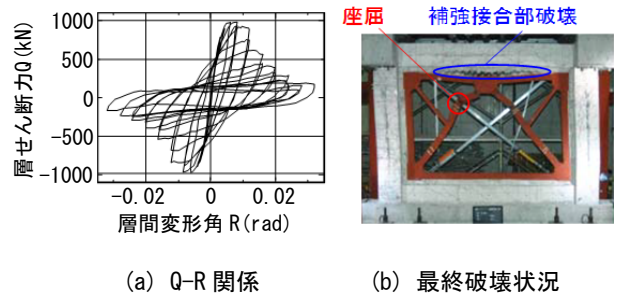 層せん断力Q(kN)
1000
500
0
-500
-1000
-0.02
0
0.02
層間変形角R(rad)
座屈
補強接合部破壊
(a) Q-R関係
(b) 最終破壊状況